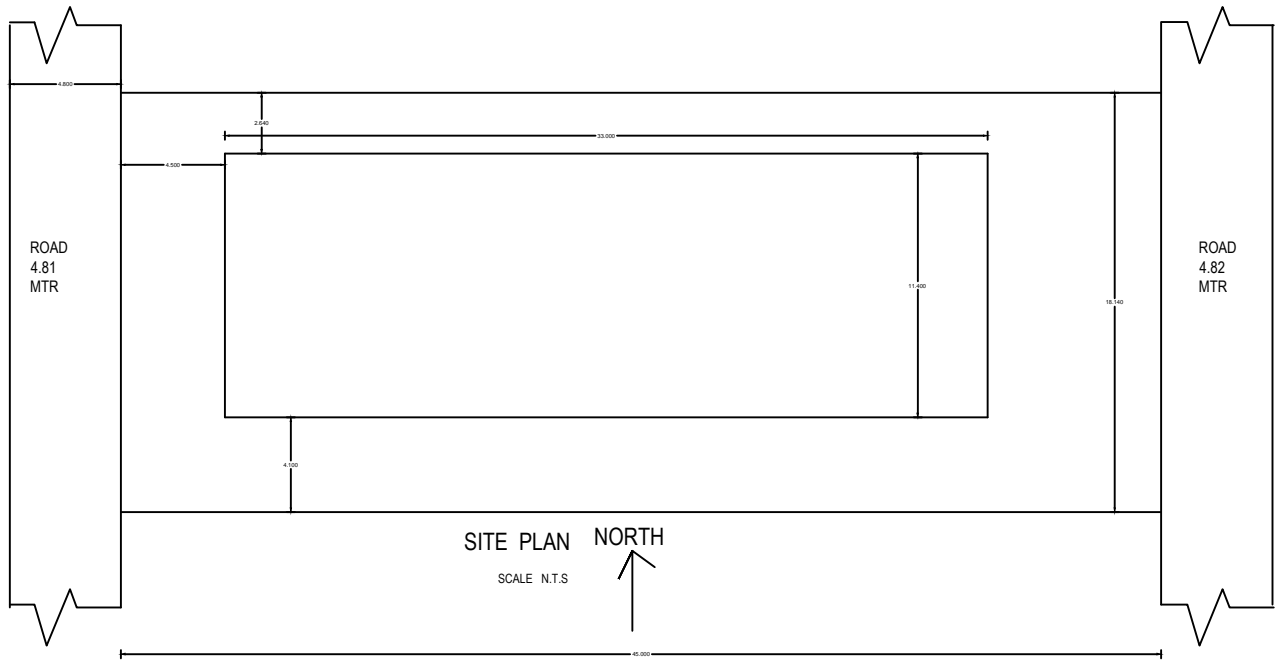 4.800
2.640
33.000
4.500
ROAD
4.81
MTR
ROAD
4.82
MTR
11.400
18.140
4.100
SITE PLAN NORTH
SCALE N.T.S
45.000